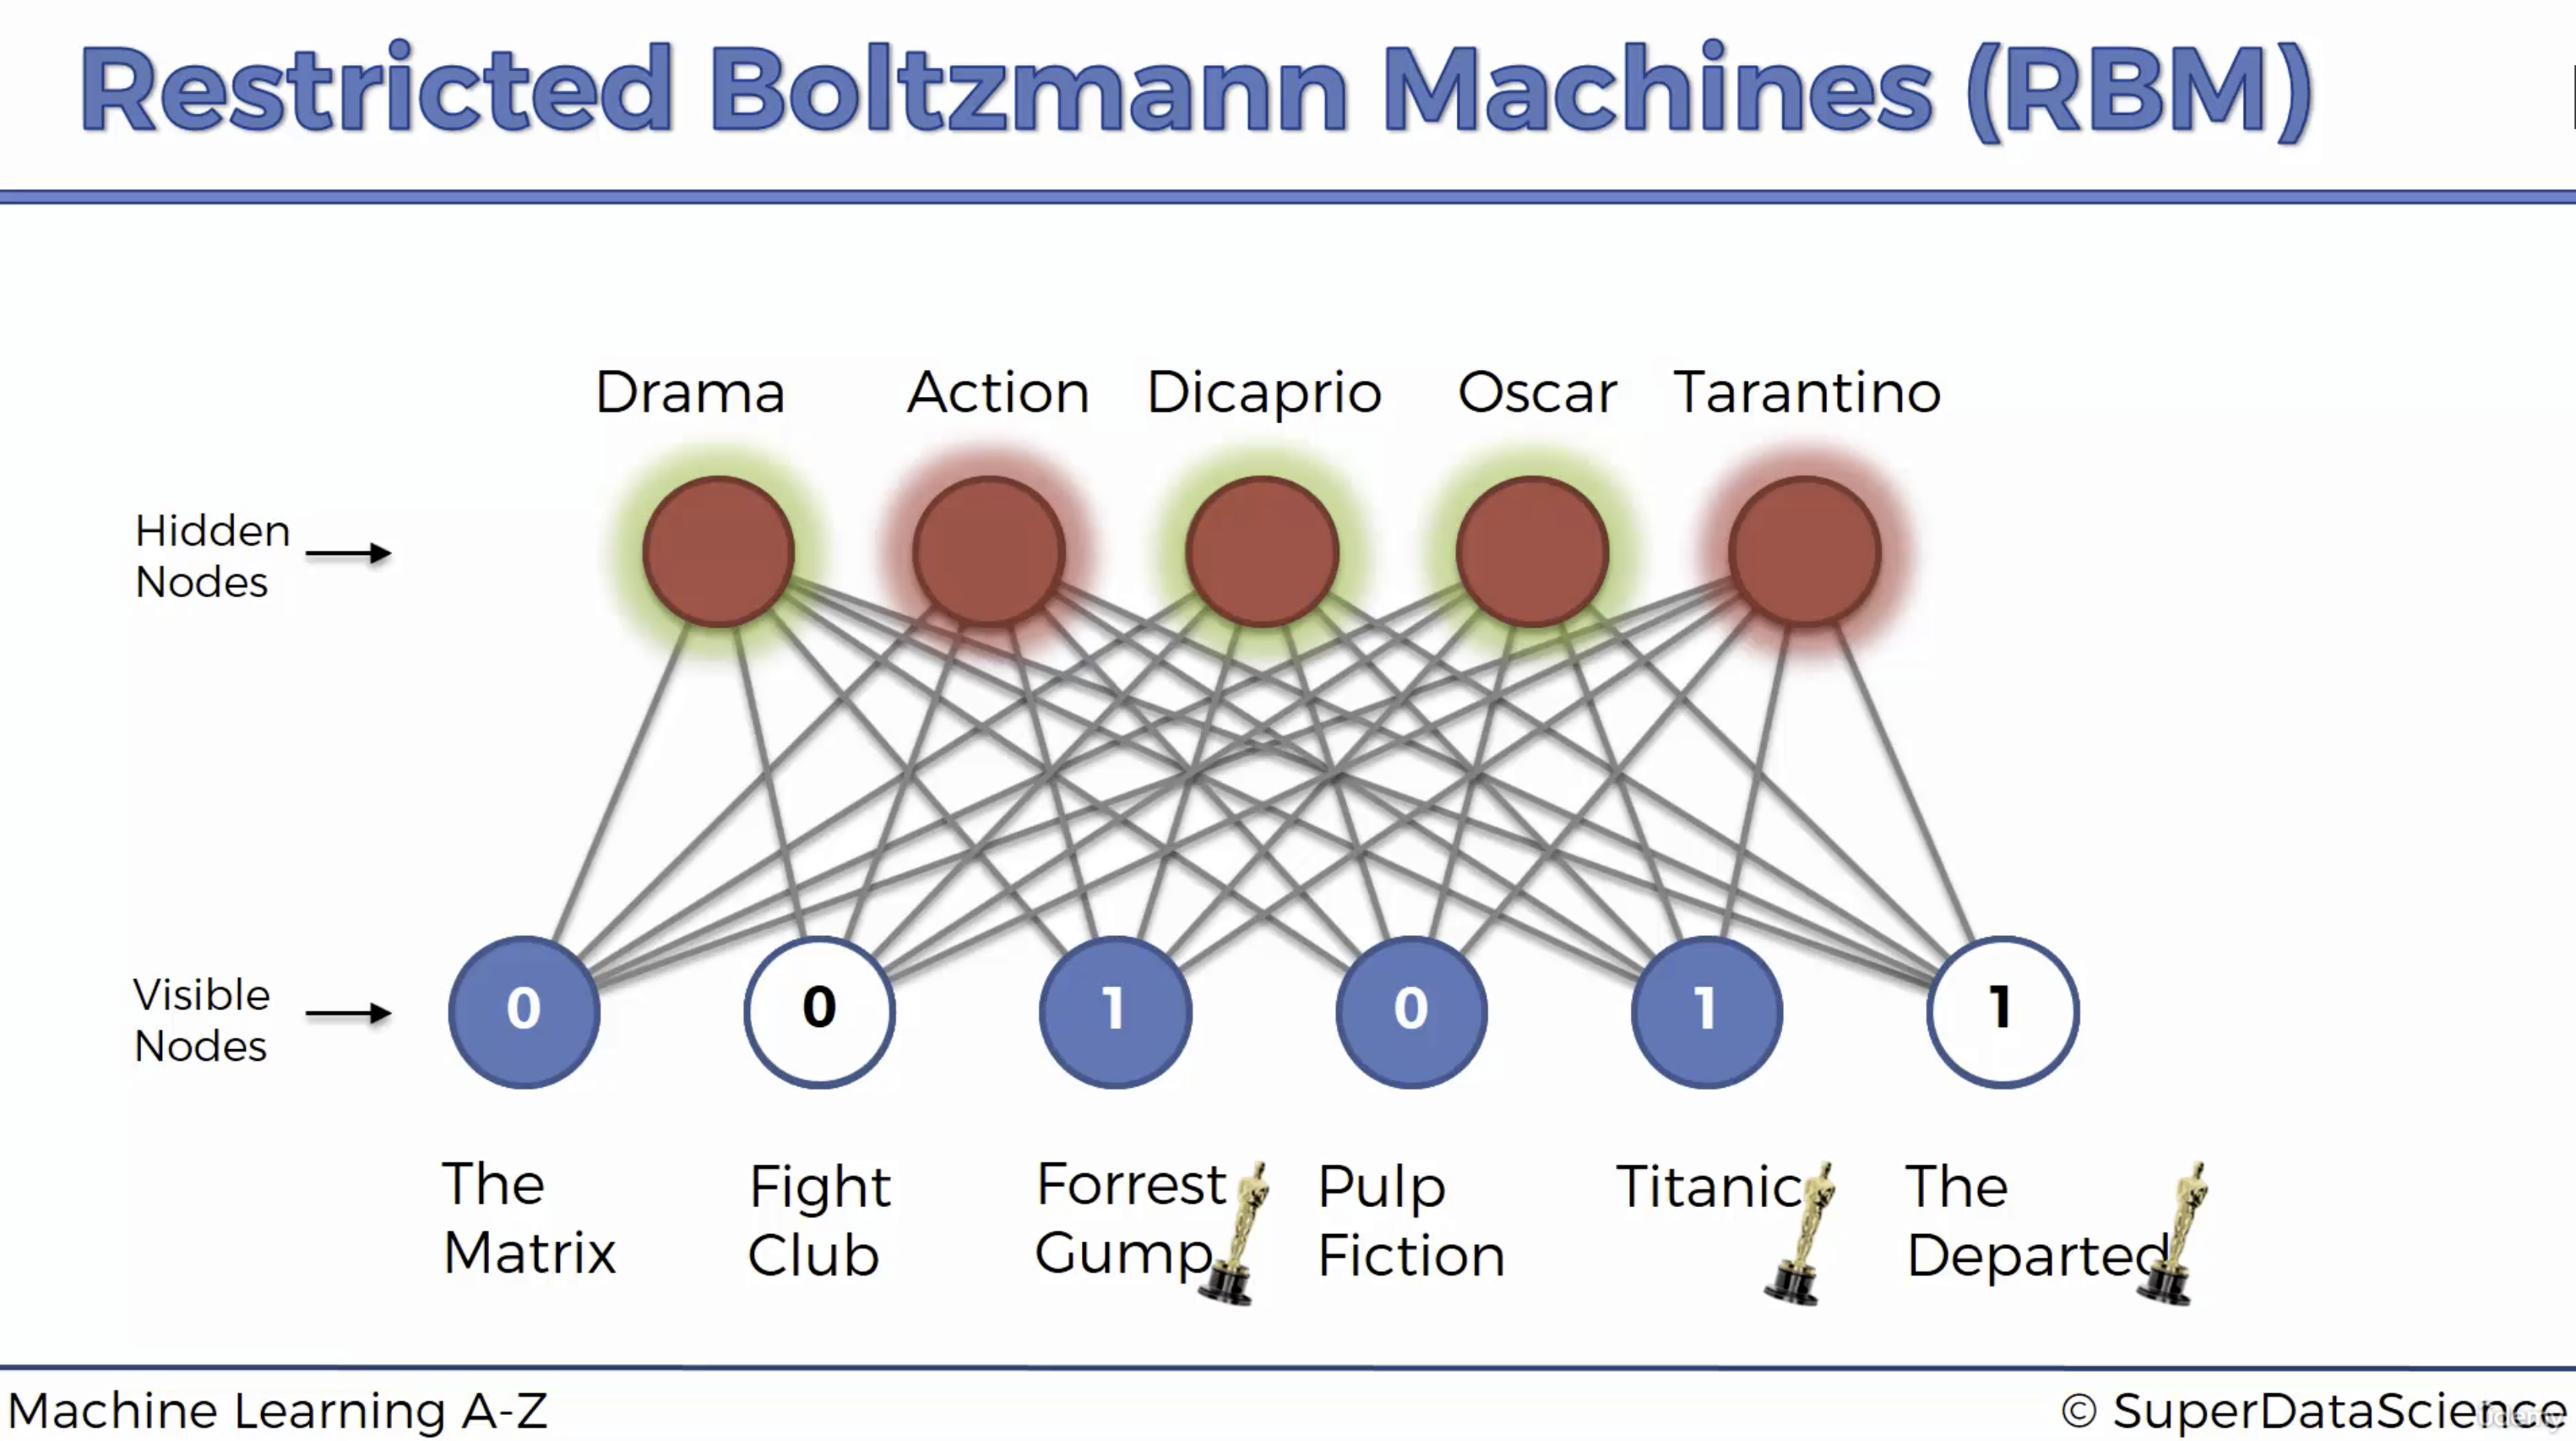 Restricted Boltzmann Machines (RBM)
Drama Action Dicaprio Oscar Tarantino
Hidden
Nodes
Visible
Nodes
0 0 1 0 1 1
The
Matrix
Fight
Club
Forrest
Gump
Pulp
Fiction
Titanic
The
Departed
Machine Learning A-Z
© SuperDataScience
Udemy